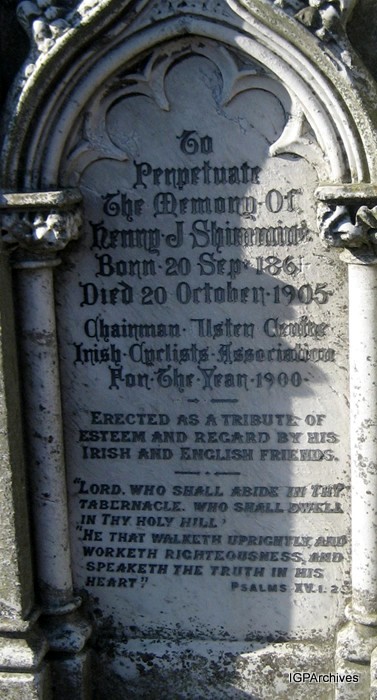 To
Perpetuate
The Memory Of
Henry J
Born 20 Sep
Died 20 October 1905
Chairman Ulster Centre
Irish Cyclists Association
For The Year 1900
ERECTED AS A TRIBUTE OF
ESTEEM AND REGARD BY HIS
IRISH AND ENGLISH FRIENDS.
"LORD, WHO SHALL ABIDE IN THY
TABERNACLE. WHO SHALL DWELL
IN THY HOLY HILL'
"HE THAT WALKETH UPRIGHTLY, AND
WORKETH RIGHTEOUSNESS, AND
SPEAKETH THE TRUTH IN HIS
HEART" PSALMS XV. 1. 2.
IGPArchives